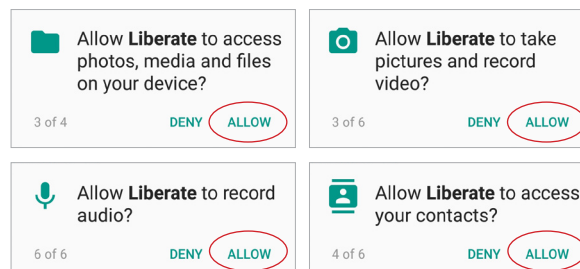 Allow Liberate to access
photos, media and files
on your device?
3 of 4 DENY ALLOW
Allow Liberate to take
pictures and record
video?
3 of 6 DENY ALLOW
Allow Liberate to record
audio?
6 of 6 DENY ALLOW
Allow Liberate to access
your contacts?
4 of 6 DENY ALLOW